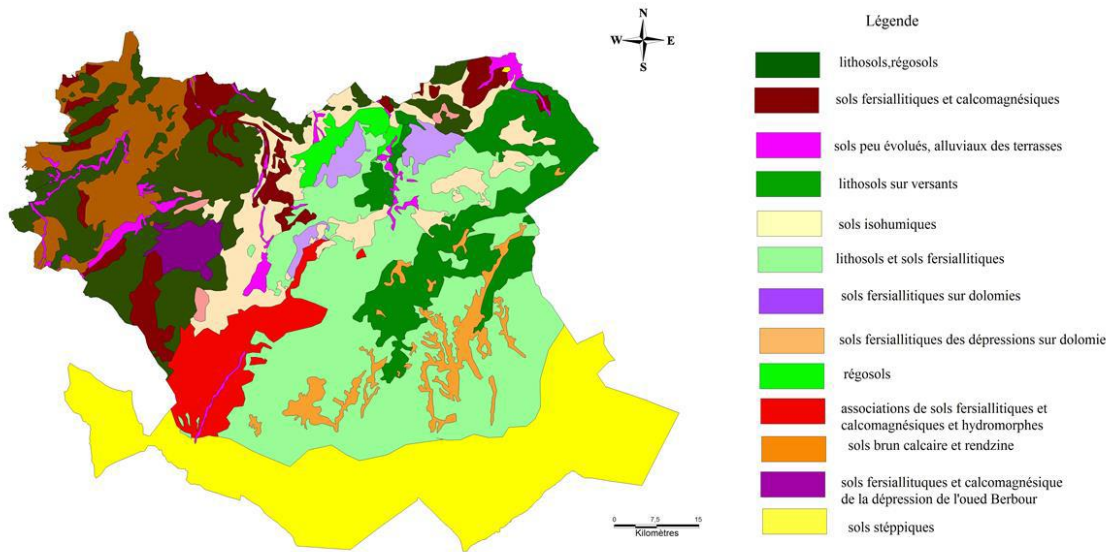 Légende
N
W E
S
lithosols,régosols
sols fersiallitiques et calcomagnésiques
sols peu évolués, alluviaux des terrasses
lithosols sur versants
sols isohumiques
lithosols et sols fersiallitiques
sols fersiallitiques sur dolomies
sols fersiallitiques des dépressions sur dolomie
régosols
associations de sols fersiallitiques et
calcomagnésiques et hydromorphes
sols brun calcaire et rendzine
sols fersiallituques et calcomagnésique
de la dépression de l'oued Berbour
sols stéppiques
0 7,5 15
Kilomètres